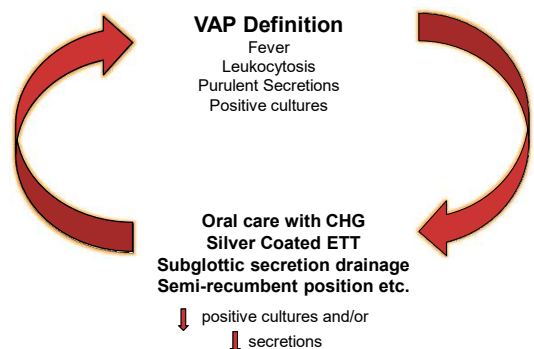 VAP Definition
Fever
Leukocytosis
Purulent Secretions
Positive cultures
Oral care with CHG
Silver Coated ETT
Subglottic secretion drainage
Semi-recumbent position etc.
positive cultures and/or
secretions